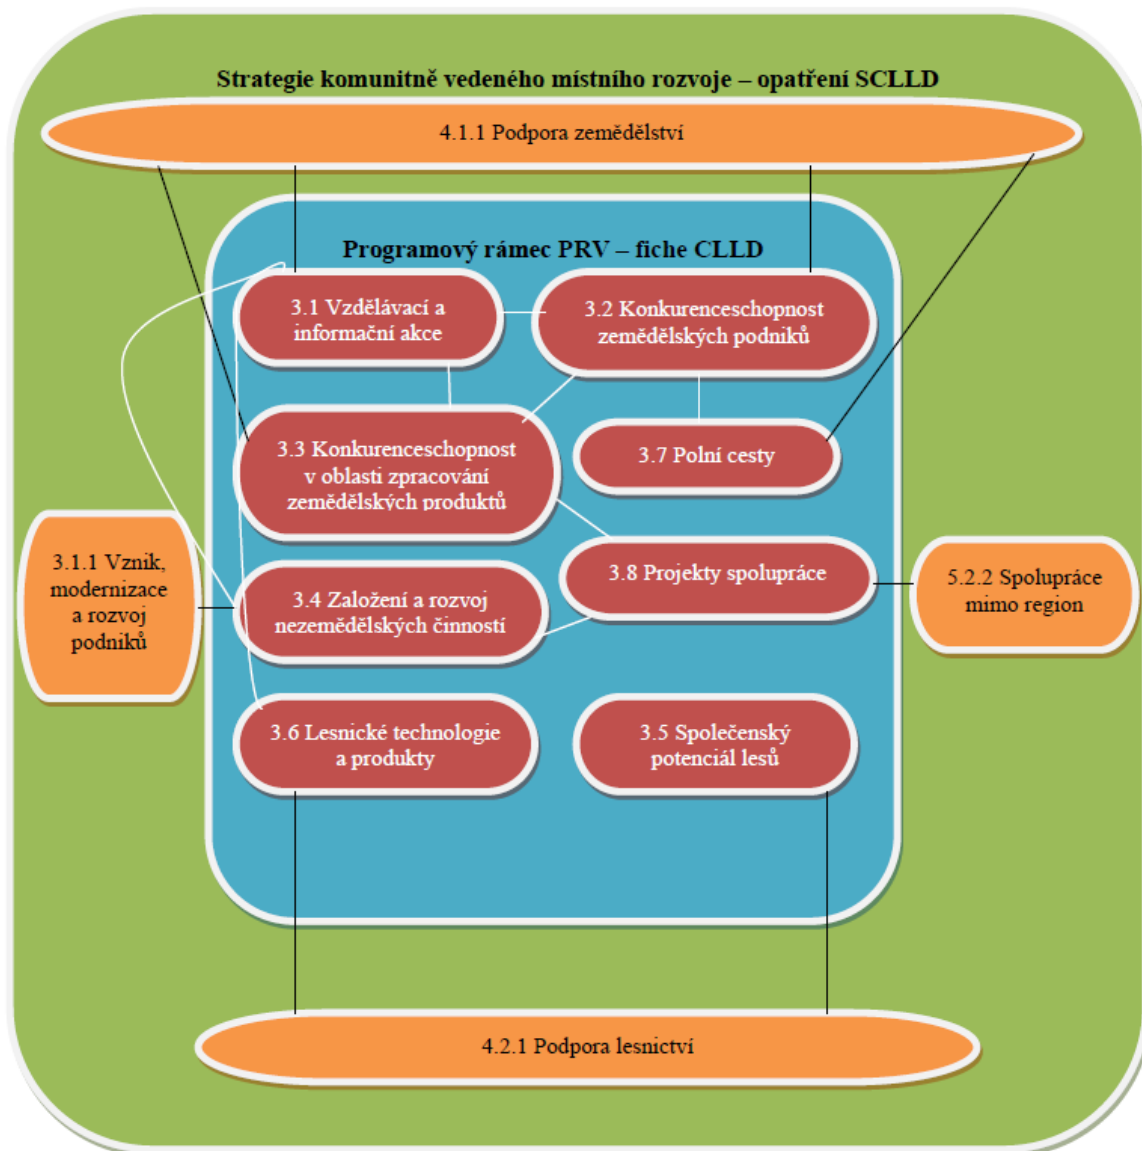 Strategie komunitně vedeného místního rozvoje – opatření SCLLD
4.1.1 Podpora zemědělství
Programový rámec PRV – fiche CLLD
3.1 Vzdělávací a
informační akce
3.2 Konkurenceschopnost
zemědělských podniků
3.3 Konkurenceschopnost
v oblasti zpracování
zemědělských produktů
3.7 Polní cesty
3.1.1 Vznik,
modernizace
a rozvoj
podniků
3.4 Založení a rozvoj
nezemědělských činností
3.8 Projekty spolupráce
5.2.2 Spolupráce
mimo region
3.6 Lesnické technologie
a produkty
3.5 Společenský
potenciál lesů
4.2.1 Podpora lesnictví